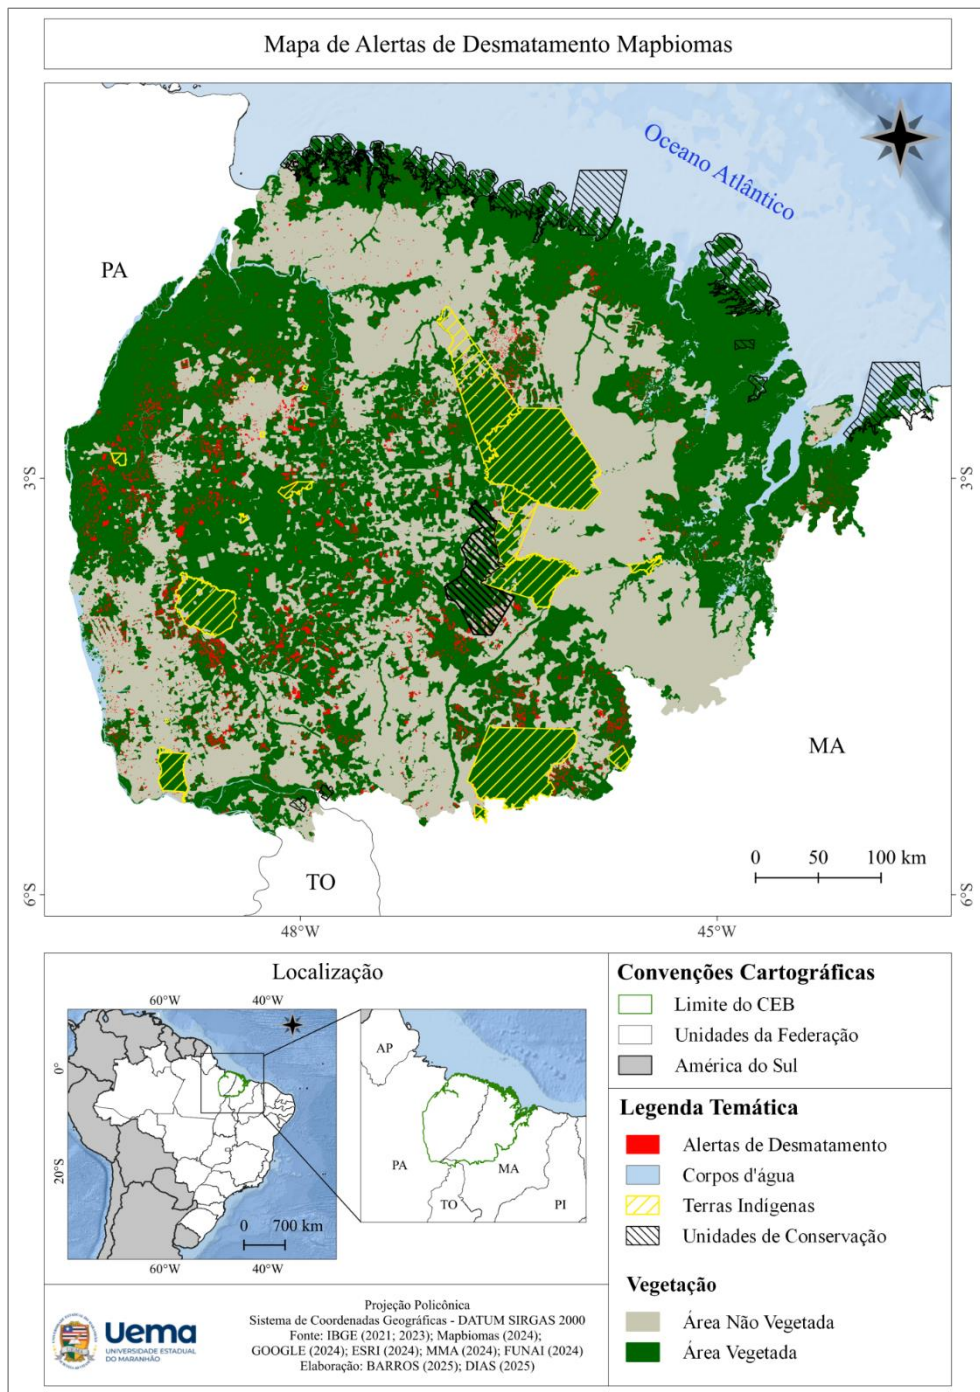 Mapa de Alertas de Desmatamento Mapbiomas
Oceano Atlântico
PA
3°S
3°S
MA
0 50 100 km
TO
6°S
6°S
48°W
45°W
Localização
60°W 40°W
0°
20°S
0 700 km
60°W 40°W
AP
PA
MA
TO
PI
Convenções Cartográficas
Limite do CEB
Unidades da Federação
América do Sul
Legenda Temática
Alertas de Desmatamento
Corpos d'água
Terras Indígenas
Unidades de Conservação
Vegetação
Área Não Vegetada
Área Vegetada
Uema
UNIVERSIDADE ESTADUAL
DO MARANHÃO
Projeção Policônica
Sistema de Coordenadas Geográficas - DATUM SIRGAS 2000
Fonte: IBGE (2021; 2023); Mapbiomas (2024);
GOOGLE (2024); ESRI (2024); MMA (2024); FUNAI (2024)
Elaboração: BARROS (2025); DIAS (2025)